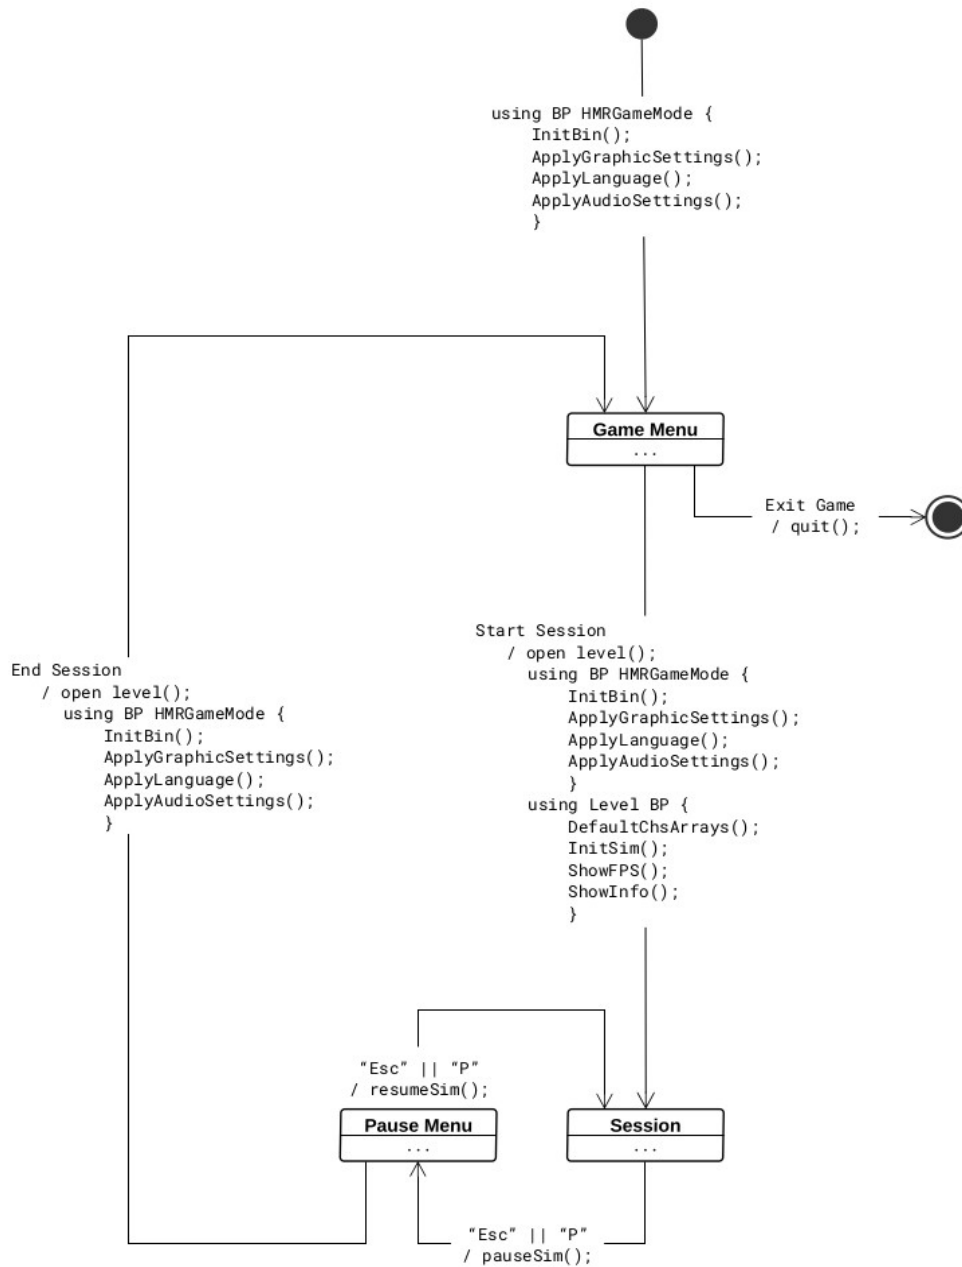 using BP HMRGameMode {
InitBin();
ApplyGraphicSettings();
ApplyLanguage();
ApplyAudioSettings();
}
Game Menu
...
Exit Game
/ quit();
Start Session
/ open level();
using BP HMRGameMode {
InitBin();
ApplyGraphicSettings();
ApplyLanguage();
ApplyAudioSettings();
}
using Level BP {
DefaultChsArrays();
InitSim();
ShowFPS();
ShowInfo();
}
End Session
/ open level();
using BP HMRGameMode {
InitBin();
ApplyGraphicSettings();
ApplyLanguage();
ApplyAudioSettings();
}
“Esc” || “P”
/ resumeSim();
Pause Menu
...
Session
...
“Esc” || “P”
/ pauseSim();